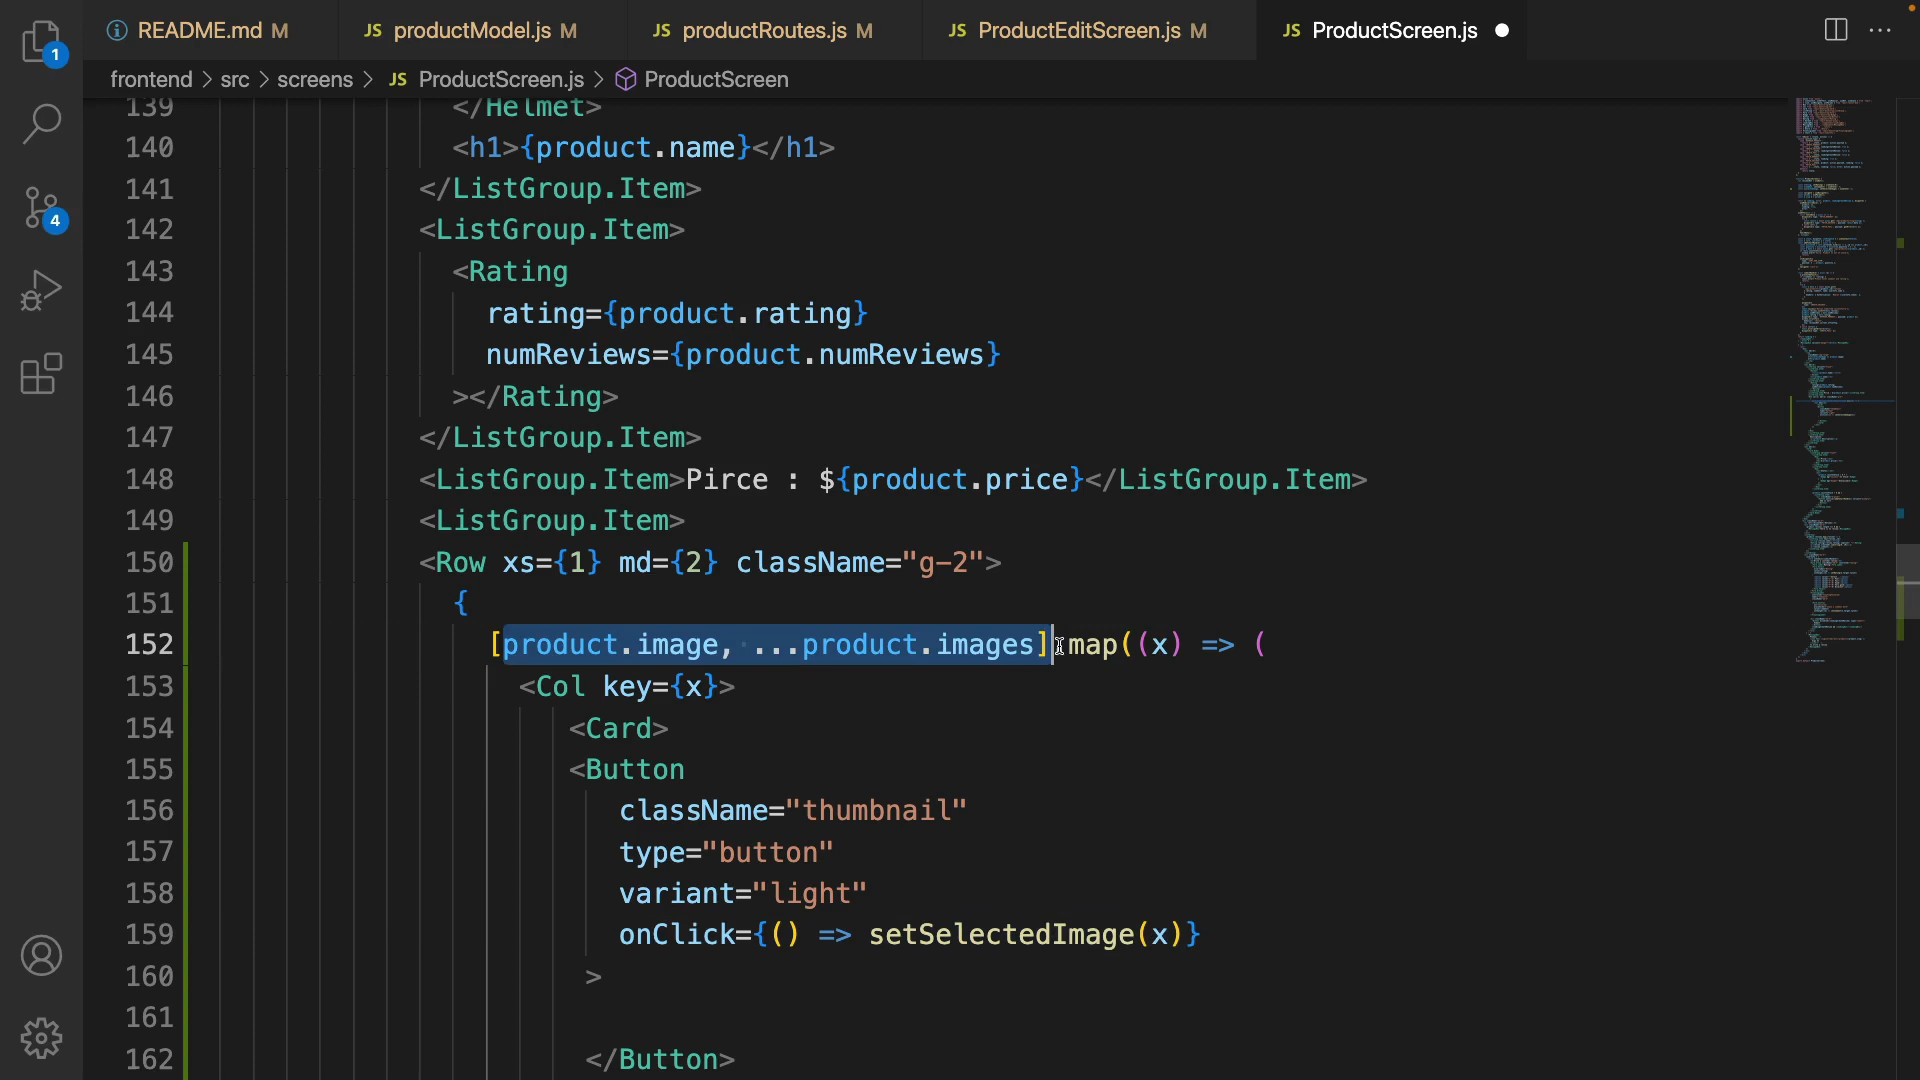 1
4
README.md M
JS productModel.js M
JS productRoutes.js M
JS ProductEditScreen.js M
JS ProductScreen.js
frontend > src > screens > JS ProductScreen.js > ProductScreen
139 </Helmet>
140 <h1>{product.name}</h1>
141 </ListGroup.Item>
142 <ListGroup.Item>
143 <Rating
144 rating={product.rating}
145 numReviews={product.numReviews}
146 ></Rating>
147 </ListGroup.Item>
148 <ListGroup.Item>Pirce : ${product.price}</ListGroup.Item>
149 <ListGroup.Item>
150 <Row xs={1} md={2} className="g-2">
151 {
152 [product.image, ...product.images].map((x) => (
153 <Col key={x}>
154 <Card>
155 <Button
156 className="thumbnail"
157 type="button"
158 variant="light"
159 onClick={() => setSelectedImage(x)}
160 >
161
162 </Button>